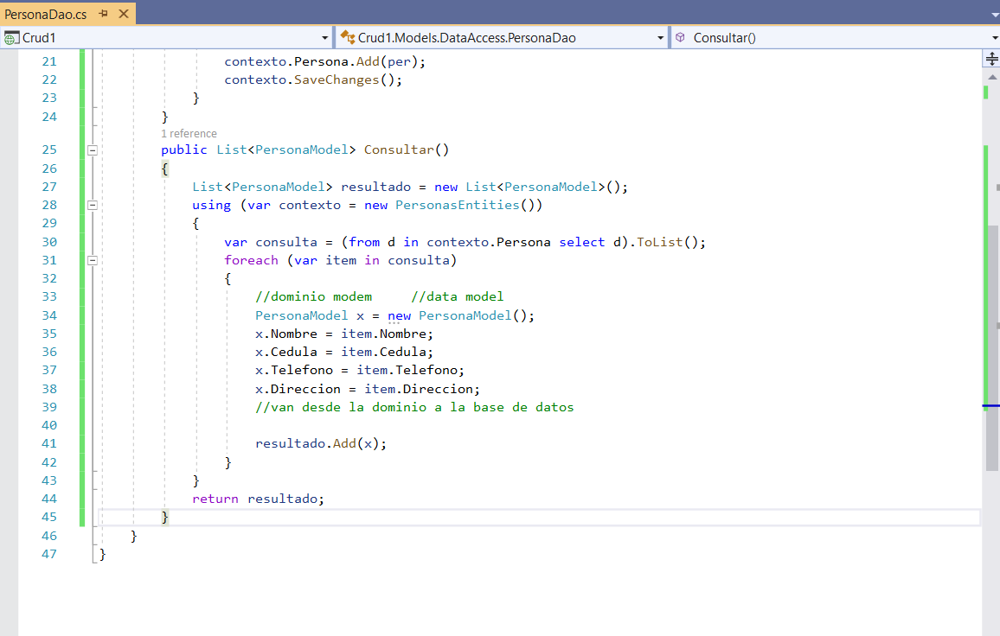 PersonaDao.cs
Crud1 Crud1.Models.DataAccess.PersonaDao Consultar()
21 contexto.Persona.Add(per);
22 contexto.SaveChanges();
23 }
24 }
1 reference
25 public List<PersonaModel> Consultar()
26 {
27 List<PersonaModel> resultado = new List<PersonaModel>();
28 using (var contexto = new PersonasEntities())
29 {
30 var consulta = (from d in contexto.Persona select d).ToList();
31 foreach (var item in consulta)
32 {
33 //dominio modem //data model
34 PersonaModel x = new PersonaModel();
35 x.Nombre = item.Nombre;
36 x.Cedula = item.Cedula;
37 x.Telefono = item.Telefono;
38 x.Direccion = item.Direccion;
39 //van desde la dominio a la base de datos
40
41 resultado.Add(x);
42 }
43 }
44 return resultado;
45 }
46 }
47 }